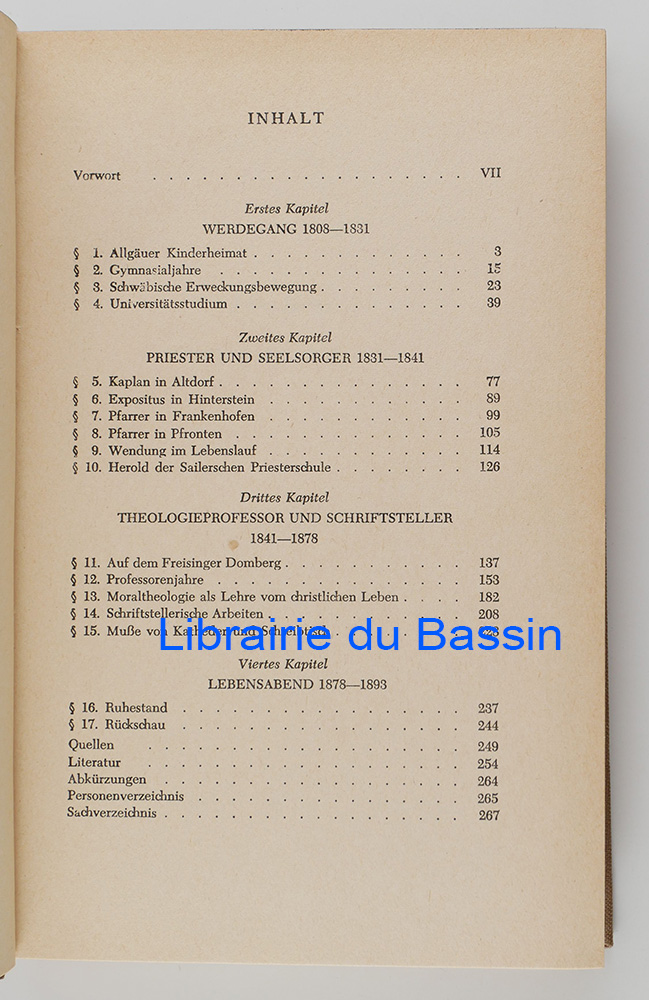 INHALT
Vorwort . . . . . . . . . . . . . . . . . . . VII
Erstes Kapitel
WERDEGANG 1808—1831
§ 1. Allgäuer Kinderheimat . . . . . . . . . . . . . 3
§ 2. Gymnasialjahre . . . . . . . . . . . . . . . 15
§ 3. Schwäbische Erweckungsbewegung . . . . . . . . . 23
§ 4. Universitätsstudium . . . . . . . . . . . . . . 39
Zweites Kapitel
PRIESTER UND SEELSORGER 1831—1841
§ 5. Kaplan in Altdorf . . . . . . . . . . . . . . . 77
§ 6. Expositus in Hinterstein . . . . . . . . . . . . 89
§ 7. Pfarrer in Frankenhofen . . . . . . . . . . . . 99
§ 8. Pfarrer in Pfronten . . . . . . . . . . . . . . 105
§ 9. Wendung im Lebenslauf . . . . . . . . . . . . 114
§ 10. Herold der Sailerschen Priesterschule . . . . . . . . 126
Drittes Kapitel
THEOLOGIEPROFESSOR UND SCHRIFTSTELLER
1841—1878
§ 11. Auf dem Freisinger Domberg . . . . . . . . . . . 137
§ 12. Professorenjahre . . . . . . . . . . . . . . . 153
§ 13. Moraltheologie als Lehre vom christlichen Leben . . . . 182
§ 14. Schriftstellerische Arbeiten . . . . . . . . . . . . 208
§ 15. Muße von Katheder und Schreibtisch . . . . . . . .
Librairie du Bassin
Viertes Kapitel
LEBENSABEND 1878—1893
§ 16. Ruhestand . . . . . . . . . . . . . . . . . 237
§ 17. Rückschau . . . . . . . . . . . . . . . . . 244
Quellen . . . . . . . . . . . . . . . . . . . 249
Literatur . . . . . . . . . . . . . . . . . . . 254
Abkürzungen . . . . . . . . . . . . . . . . . . 264
Personenverzeichnis . . . . . . . . . . . . . . . . 265
Sachverzeichnis . . . . . . . . . . . . . . . . . . 267